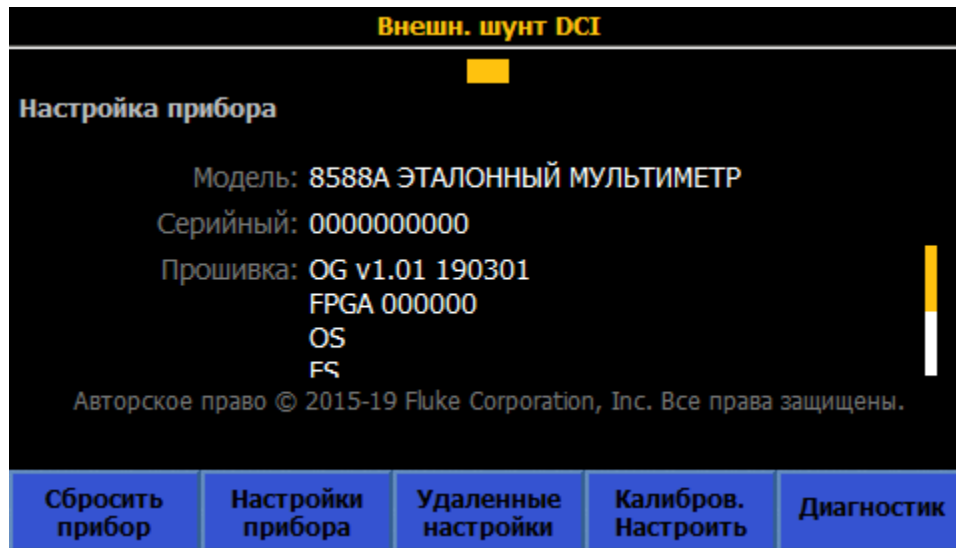 Внешн. шунт DCI
Настройка прибора
Модель: 8588A ЭТАЛОННЫЙ МУЛЬТИМЕТР
Серийный: 0000000000
Прошивка: OG v1.01 190301
FPGA 000000
OS
ES
Авторское право © 2015-19 Fluke Corporation, Inc. Все права защищены.
Сбросить прибор
Настройки прибора
Удаленные настройки
Калибров. Настроить
Диагностик